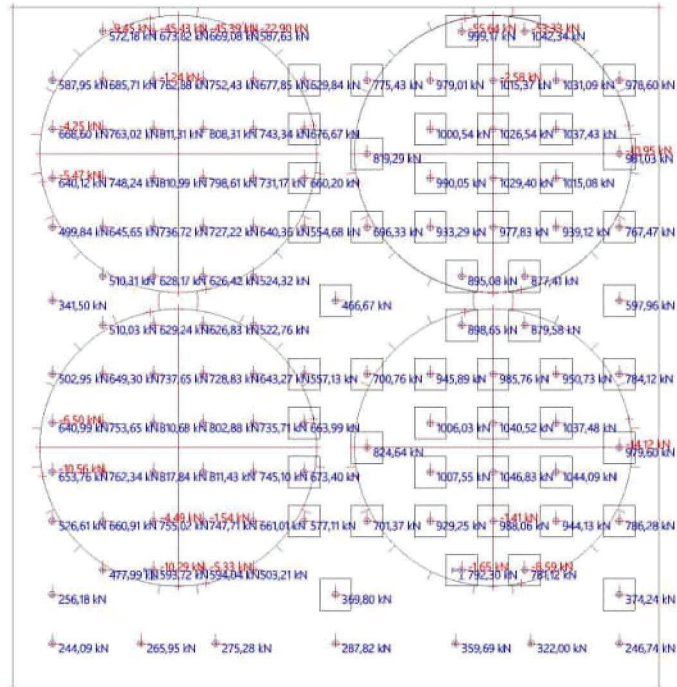 -9,45 kN -45,43 kN -45,39 kN -22,90 kN -55,64 kN -53,33 kN
572,18 kN 673,82 kN 669,08 kN 587,63 kN 999,17 kN 1042,34 kN
-1,24 kN -2,58 kN
587,95 kN 685,71 kN 762,88 kN 752,43 kN 677,85 kN 629,84 kN 775,43 kN 979,01 kN 1015,37 kN 1031,09 kN 978,60 kN
-4,25 kN
668,60 kN 763,02 kN 811,31 kN 808,31 kN 743,34 kN 676,67 kN 1000,54 kN 1026,54 kN 1037,43 kN
-10,95 kN
819,29 kN 981,03 kN
-5,47 kN
640,12 kN 748,24 kN 810,99 kN 798,61 kN 731,17 kN 660,20 kN 990,05 kN 1029,40 kN 1015,08 kN
499,84 kN 645,65 kN 736,72 kN 727,22 kN 640,36 kN 554,68 kN 696,33 kN 933,29 kN 977,83 kN 939,12 kN 767,47 kN
510,31 kN 628,17 kN 626,42 kN 524,32 kN 895,08 kN 877,41 kN
341,50 kN 466,67 kN 597,96 kN
510,03 kN 629,24 kN 626,83 kN 522,76 kN 898,65 kN 879,58 kN
502,95 kN 649,30 kN 737,65 kN 728,83 kN 643,27 kN 557,13 kN 700,76 kN 945,89 kN 985,76 kN 950,73 kN 784,12 kN
-6,50 kN
640,99 kN 753,65 kN 810,68 kN 802,88 kN 735,71 kN 663,99 kN 1006,03 kN 1040,52 kN 1037,48 kN
-14,12 kN
824,64 kN 979,60 kN
-10,56 kN
653,76 kN 762,34 kN 817,84 kN 811,43 kN 745,10 kN 673,40 kN 1007,55 kN 1046,83 kN 1044,09 kN
-4,49 kN -1,54 kN -1,41 kN
526,61 kN 660,91 kN 755,02 kN 747,71 kN 661,01 kN 577,11 kN 701,37 kN 929,25 kN 988,06 kN 944,13 kN 786,28 kN
-10,29 kN -5,33 kN -1,65 kN -8,59 kN
477,99 kN 593,72 kN 594,04 kN 503,21 kN 792,30 kN 781,12 kN
256,18 kN 369,80 kN 374,24 kN
244,09 kN 265,95 kN 275,28 kN 287,82 kN 359,69 kN 322,00 kN 246,74 kN